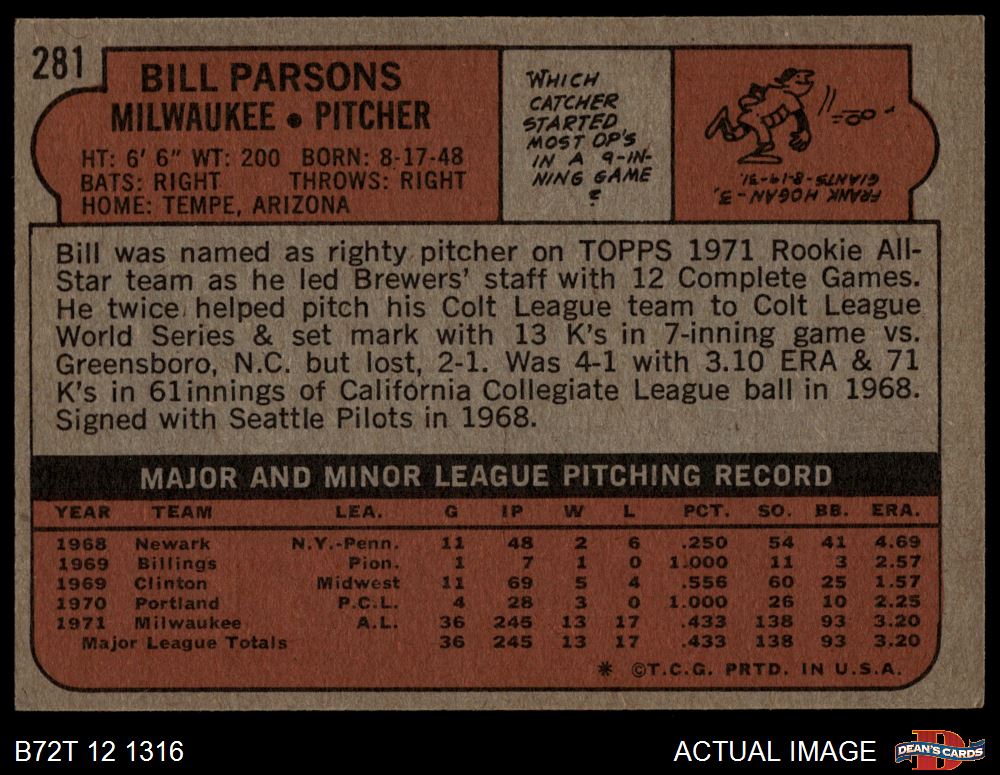 281
BILL PARSONS
MILWAUKEE • PITCHER
HT: 6' 6" WT: 200 BORN: 8-17-48
BATS: RIGHT THROWS: RIGHT
HOME: TEMPE, ARIZONA
WHICH
CATCHER
STARTED
MOST DP'S
IN A 9-IN-
NING GAME
?
FRANK HOGAN - 3,
GIANTS - 8-19-31.
Bill was named as righty pitcher on TOPPS 1971 Rookie All-
Star team as he led Brewers' staff with 12 Complete Games.
He twice helped pitch his Colt League team to Colt League
World Series & set mark with 13 K's in 7-inning game vs.
Greensboro, N.C. but lost, 2-1. Was 4-1 with 3.10 ERA & 71
K's in 61 innings of California Collegiate League ball in 1968.
Signed with Seattle Pilots in 1968.
MAJOR AND MINOR LEAGUE PITCHING RECORD
YEAR TEAM LEA. G IP W L PCT. SO. BB. ERA.
1968 Newark N.Y.-Penn. 11 48 2 6 .250 54 41 4.69
1969 Billings Pion. 1 7 1 0 1.000 11 3 2.57
1969 Clinton Midwest 11 69 5 4 .556 60 25 1.57
1970 Portland P.C.L. 4 28 3 0 1.000 26 10 2.25
1971 Milwaukee A.L. 36 245 13 17 .433 138 93 3.20
Major League Totals 36 245 13 17 .433 138 93 3.20
* ©T.C.G. PRTD. IN U.S.A.
B72T 12 1316
ACTUAL IMAGE
DEAN'S CARDS